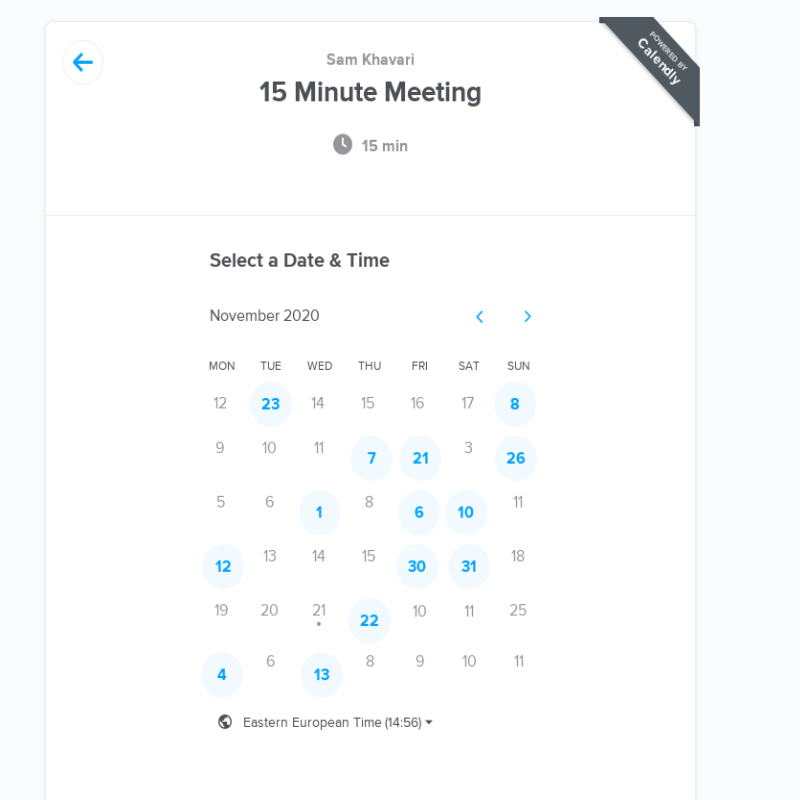 Sam Khavari
15 Minute Meeting
15 min
POWERED BY
Calendly
Select a Date & Time
November 2020
MON TUE WED THU FRI SAT SUN
12 23 14 15 16 17 8
9 10 11 7 21 3 26
5 6 1 8 6 10 11
12 13 14 15 30 31 18
19 20 21 22 10 11 25
4 6 13 8 9 10 11
Eastern European Time (14:56)